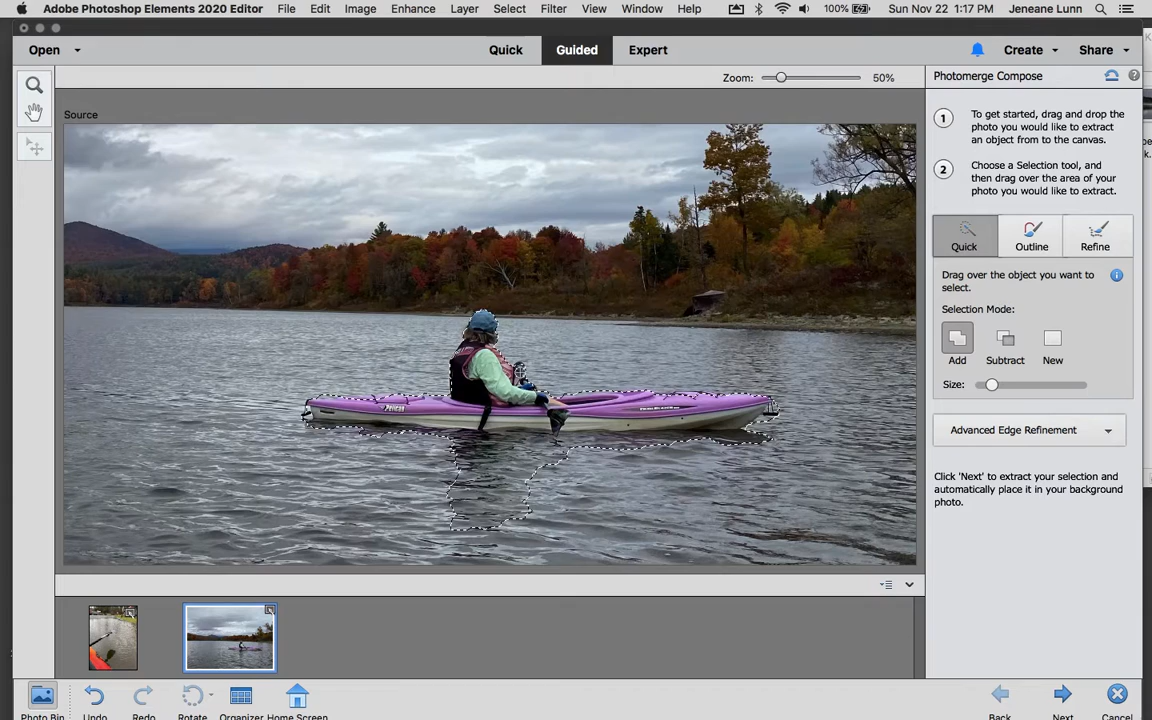 Adobe Photoshop Elements 2020 Editor File Edit Image Enhance Layer Select Filter View Window Help 100% Sun Nov 22 1:17 PM Jeneane Lunn
Open Quick Guided Expert Create Share
Zoom: 50% Photomerge Compose ?
Source
1 To get started, drag and drop the
photo you would like to extract
an object from to the canvas.
2 Choose a Selection tool, and
then drag over the area of your
photo you would like to extract.
Quick Outline Refine
Drag over the object you want to
select.
Selection Mode:
Add Subtract New
Size:
Pelican
Advanced Edge Refinement
Click 'Next' to extract your selection and
automatically place it in your background
photo.
Photo Bin Undo Redo Rotate Organizer Home Screen Back Next Cancel